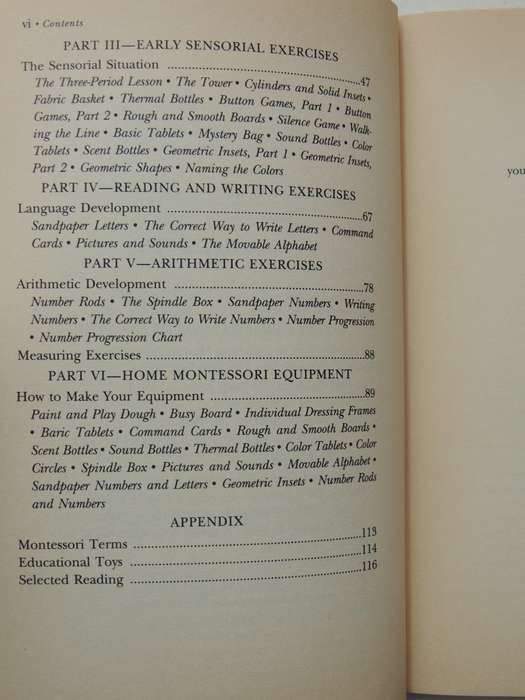 vi • Contents
PART III—EARLY SENSORIAL EXERCISES
The Sensorial Situation ........................................47
The Three-Period Lesson • The Tower • Cylinders and Solid Insets •
Fabric Basket • Thermal Bottles • Button Games, Part 1 • Button
Games, Part 2 • Rough and Smooth Boards • Silence Game • Walk-
ing the Line • Basic Tablets • Mystery Bag • Sound Bottles • Color
Tablets • Scent Bottles • Geometric Insets, Part 1 • Geometric Insets,
Part 2 • Geometric Shapes • Naming the Colors
PART IV—READING AND WRITING EXERCISES
Language Development ........................................67
Sandpaper Letters • The Correct Way to Write Letters • Command
Cards • Pictures and Sounds • The Movable Alphabet
PART V—ARITHMETIC EXERCISES
Arithmetic Development ........................................78
Number Rods • The Spindle Box • Sandpaper Numbers • Writing
Numbers • The Correct Way to Write Numbers • Number Progression
• Number Progression Chart
Measuring Exercises ........................................88
PART VI—HOME MONTESSORI EQUIPMENT
How to Make Your Equipment ........................................89
Paint and Play Dough • Busy Board • Individual Dressing Frames
• Baric Tablets • Command Cards • Rough and Smooth Boards •
Scent Bottles • Sound Bottles • Thermal Bottles • Color Tablets • Color
Circles • Spindle Box • Pictures and Sounds • Movable Alphabet •
Sandpaper Numbers and Letters • Geometric Insets • Number Rods
and Numbers
APPENDIX
Montessori Terms ........................................113
Educational Toys ........................................114
Selected Reading ........................................116
you